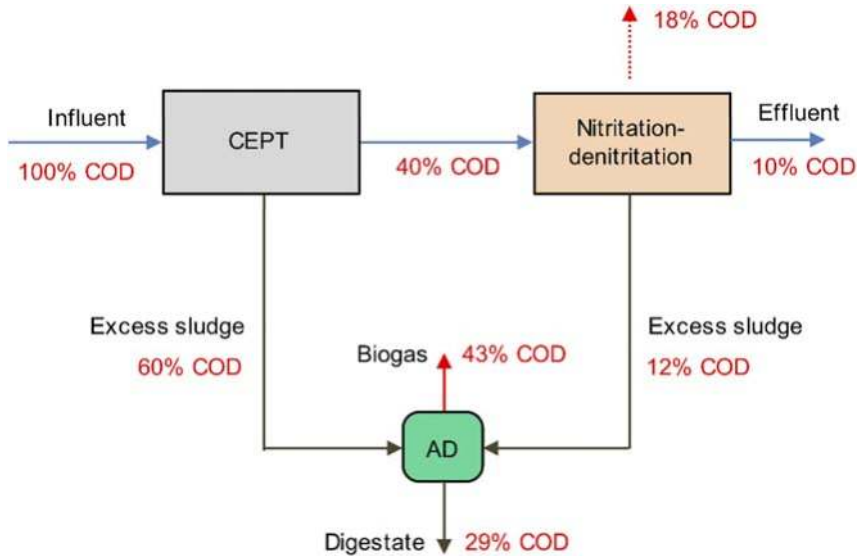 18% COD
Influent
100% COD
CEPT
40% COD
Nitritation-
denitritation
Effluent
10% COD
Excess sludge
60% COD
Biogas
43% COD
Excess sludge
12% COD
AD
Digestate
29% COD